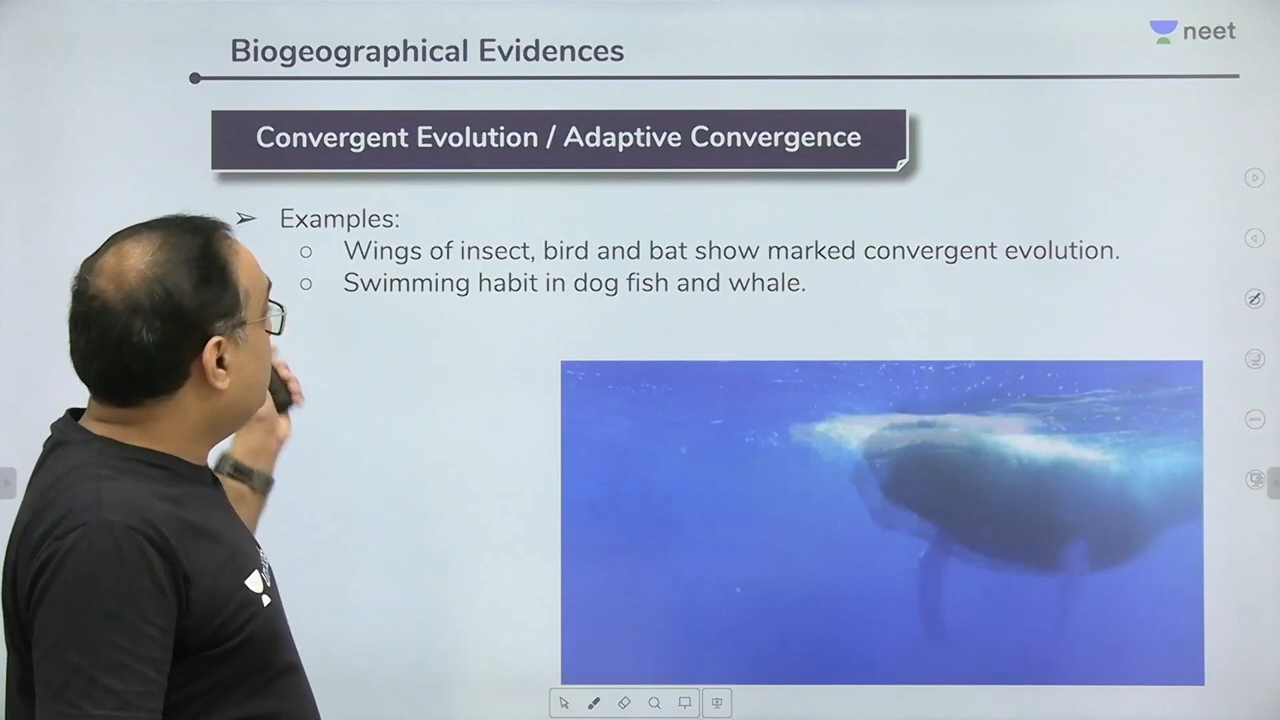 neet
Biogeographical Evidences
Convergent Evolution / Adaptive Convergence
➢ Examples:
○ Wings of insect, bird and bat show marked convergent evolution.
○ Swimming habit in dog fish and whale.